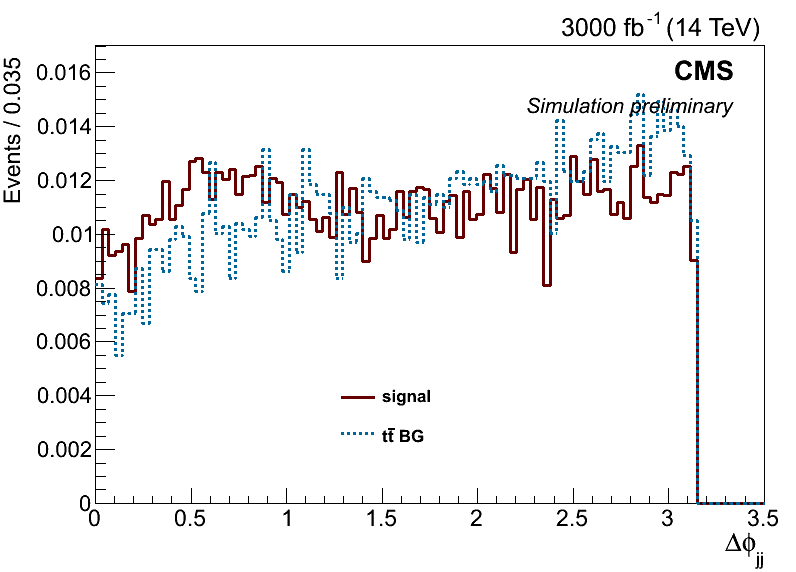 3000 fb⁻¹ (14 TeV)
CMS
Simulation preliminary
Events / 0.035
0.016
0.014
0.012
0.01
0.008
0.006
0.004
0.002
0
signal
tt̄ BG
0 0.5 1 1.5 2 2.5 3 3.5
Δϕjj